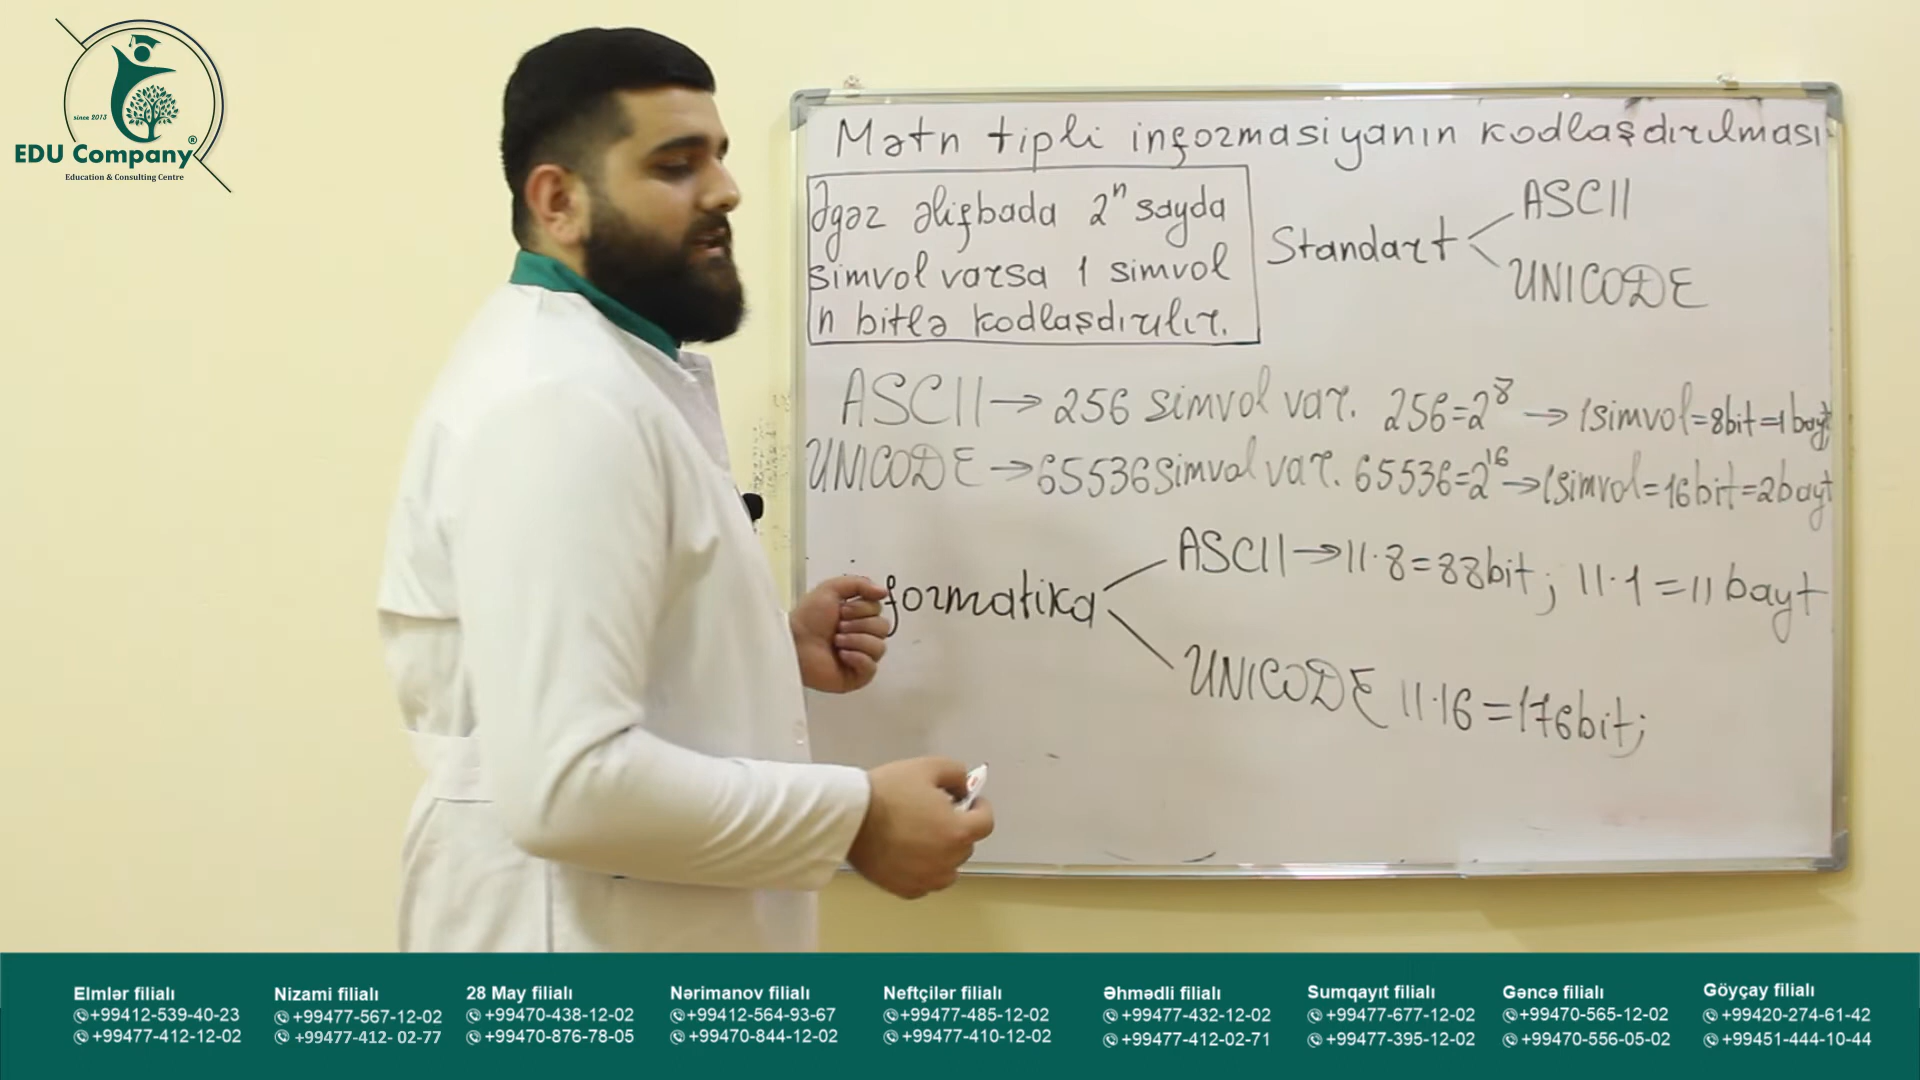 since 2013
EDU Company®
Education & Consulting Centre
Mətn tipli informasiyanın kodlaşdırılması
Əgər əlifbada 2ⁿ sayda
simvol varsa 1 simvol
n bitlə kodlaşdırılır.
Standart
ASCII
UNICODE
ASCII → 256 simvol var. 256=2⁸ → 1simvol=8bit=1bayt
UNICODE → 65536 simvol var. 65536=2¹⁶ → 1simvol=16bit=2bayt
informatika
ASCII → 11·8=88bit; 11·1=11 bayt
UNICODE 11·16=176bit;
Elmlər filialı
+99412-539-40-23
+99477-412-12-02
Nizami filialı
+99477-567-12-02
+99477-412- 02-77
28 May filialı
+99470-438-12-02
+99470-876-78-05
Nərimanov filialı
+99412-564-93-67
+99470-844-12-02
Neftçilər filialı
+99477-485-12-02
+99477-410-12-02
Əhmədli filialı
+99477-432-12-02
+99477-412-02-71
Sumqayıt filialı
+99477-677-12-02
+99477-395-12-02
Gəncə filialı
+99470-565-12-02
+99470-556-05-02
Göyçay filialı
+99420-274-61-42
+99451-444-10-44